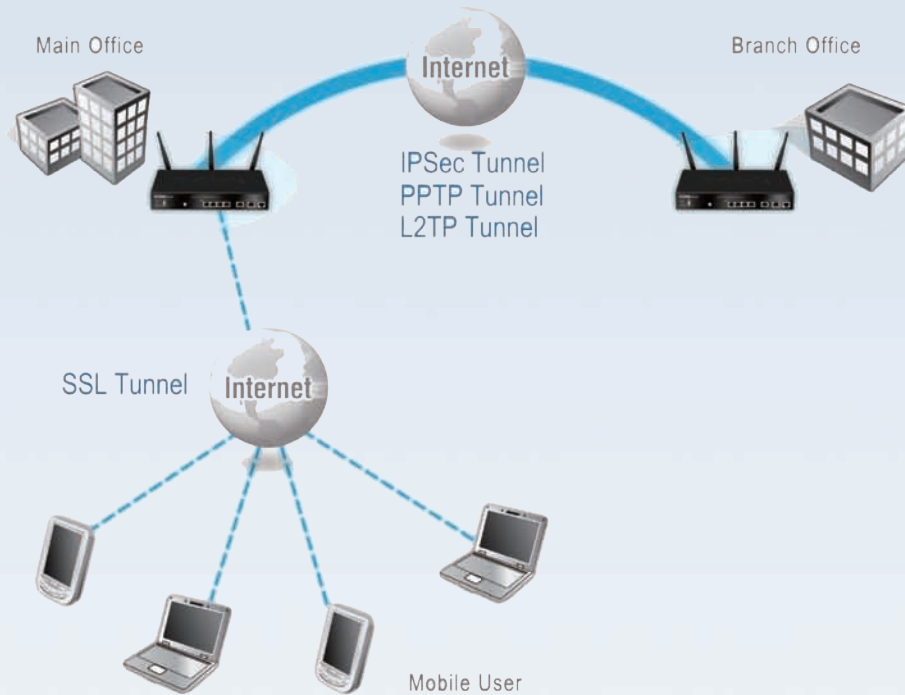 Main Office
Internet
Branch Office
IPSec Tunnel
PPTP Tunnel
L2TP Tunnel
SSL Tunnel
Internet
Mobile User